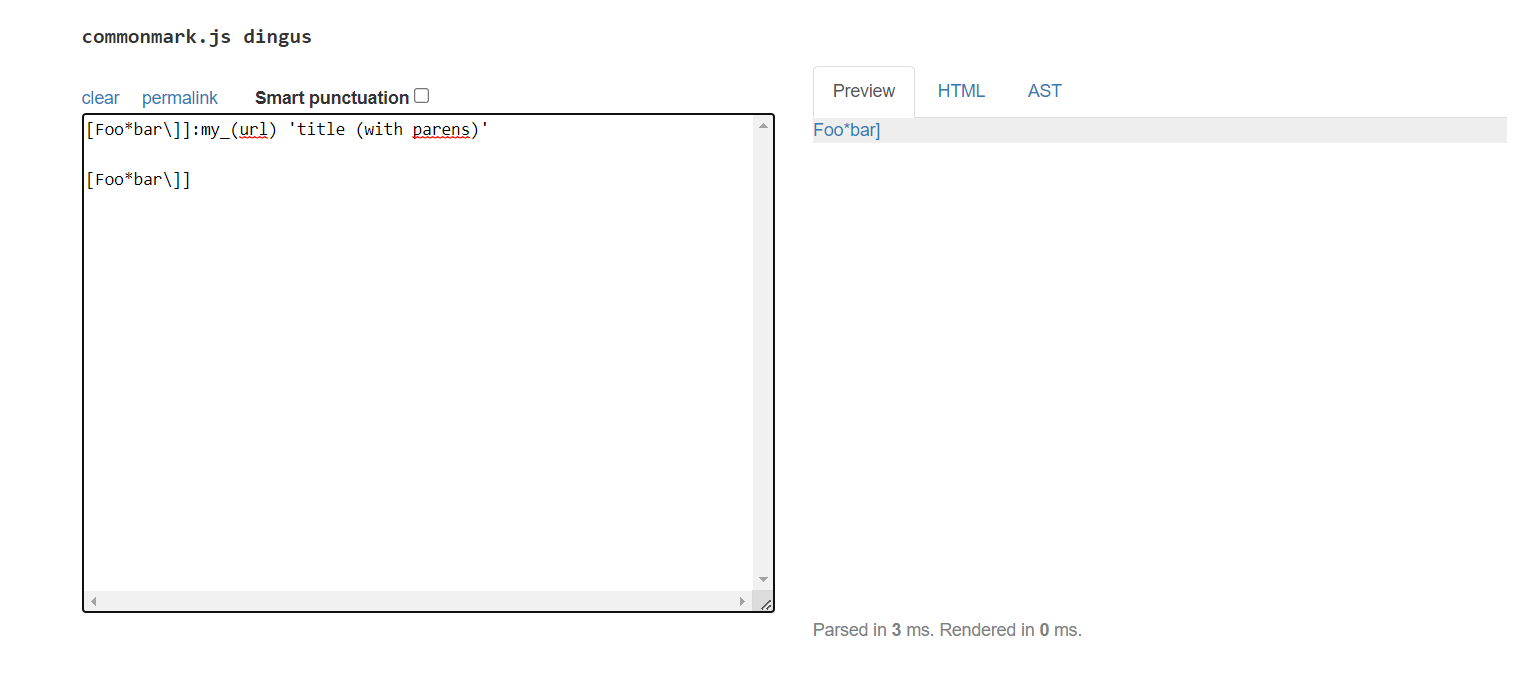 commonmark.js dingus
clear permalink Smart punctuation
[Foo*bar\]]:my_(url) 'title (with parens)'
[Foo*bar\]]
Preview HTML AST
Foo*bar]
Parsed in 3 ms. Rendered in 0 ms.